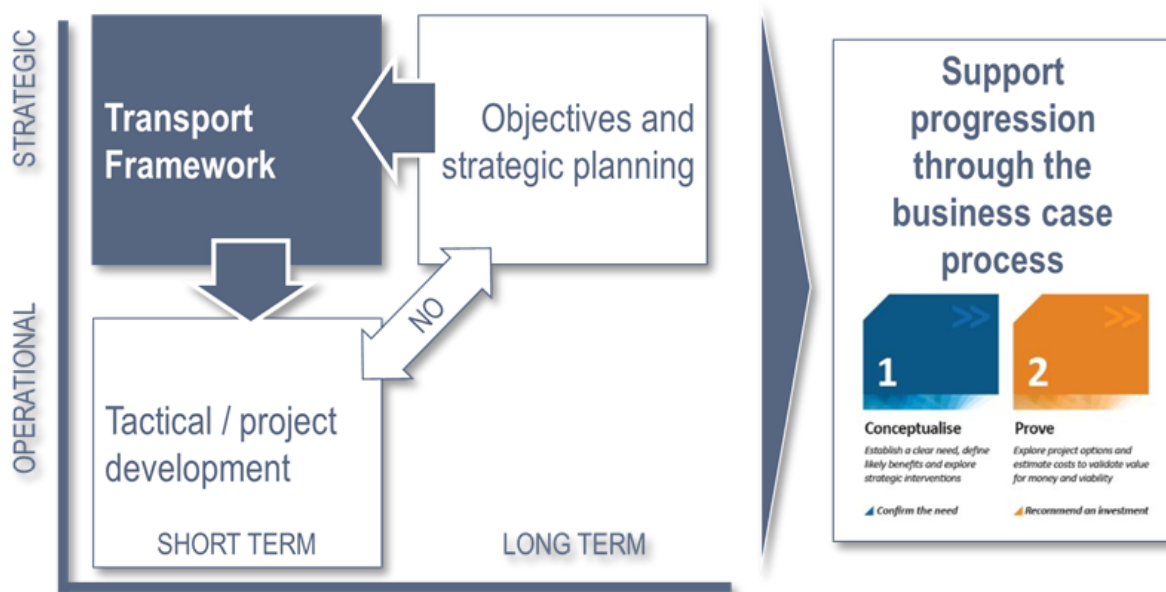 STRATEGIC
OPERATIONAL
Transport
Framework
Objectives and
strategic planning
NO
Tactical / project
development
SHORT TERM
LONG TERM
Support
progression
through the
business case
process
1
Conceptualise
Establish a clear need, define
likely benefits and explore
strategic interventions
Confirm the need
2
Prove
Explore project options and
estimate costs to validate value
for money and viability
Recommend an investment